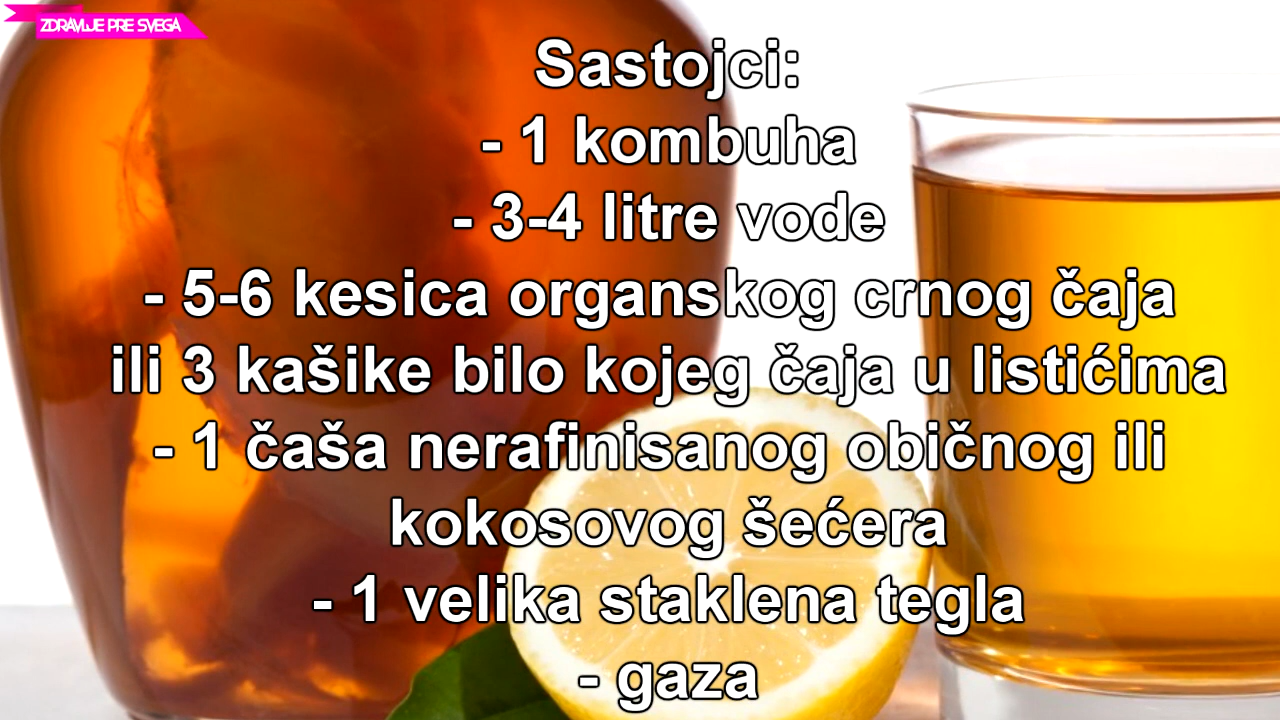 ZDRAVLJE PRE SVEGA
Sastojci:
- 1 kombuha
- 3-4 litre vode
- 5-6 kesica organskog crnog čaja
ili 3 kašike bilo kojeg čaja u listićima
- 1 čaša nerafinisanog običnog ili
kokosovog šećera
- 1 velika staklena tegla
- gaza